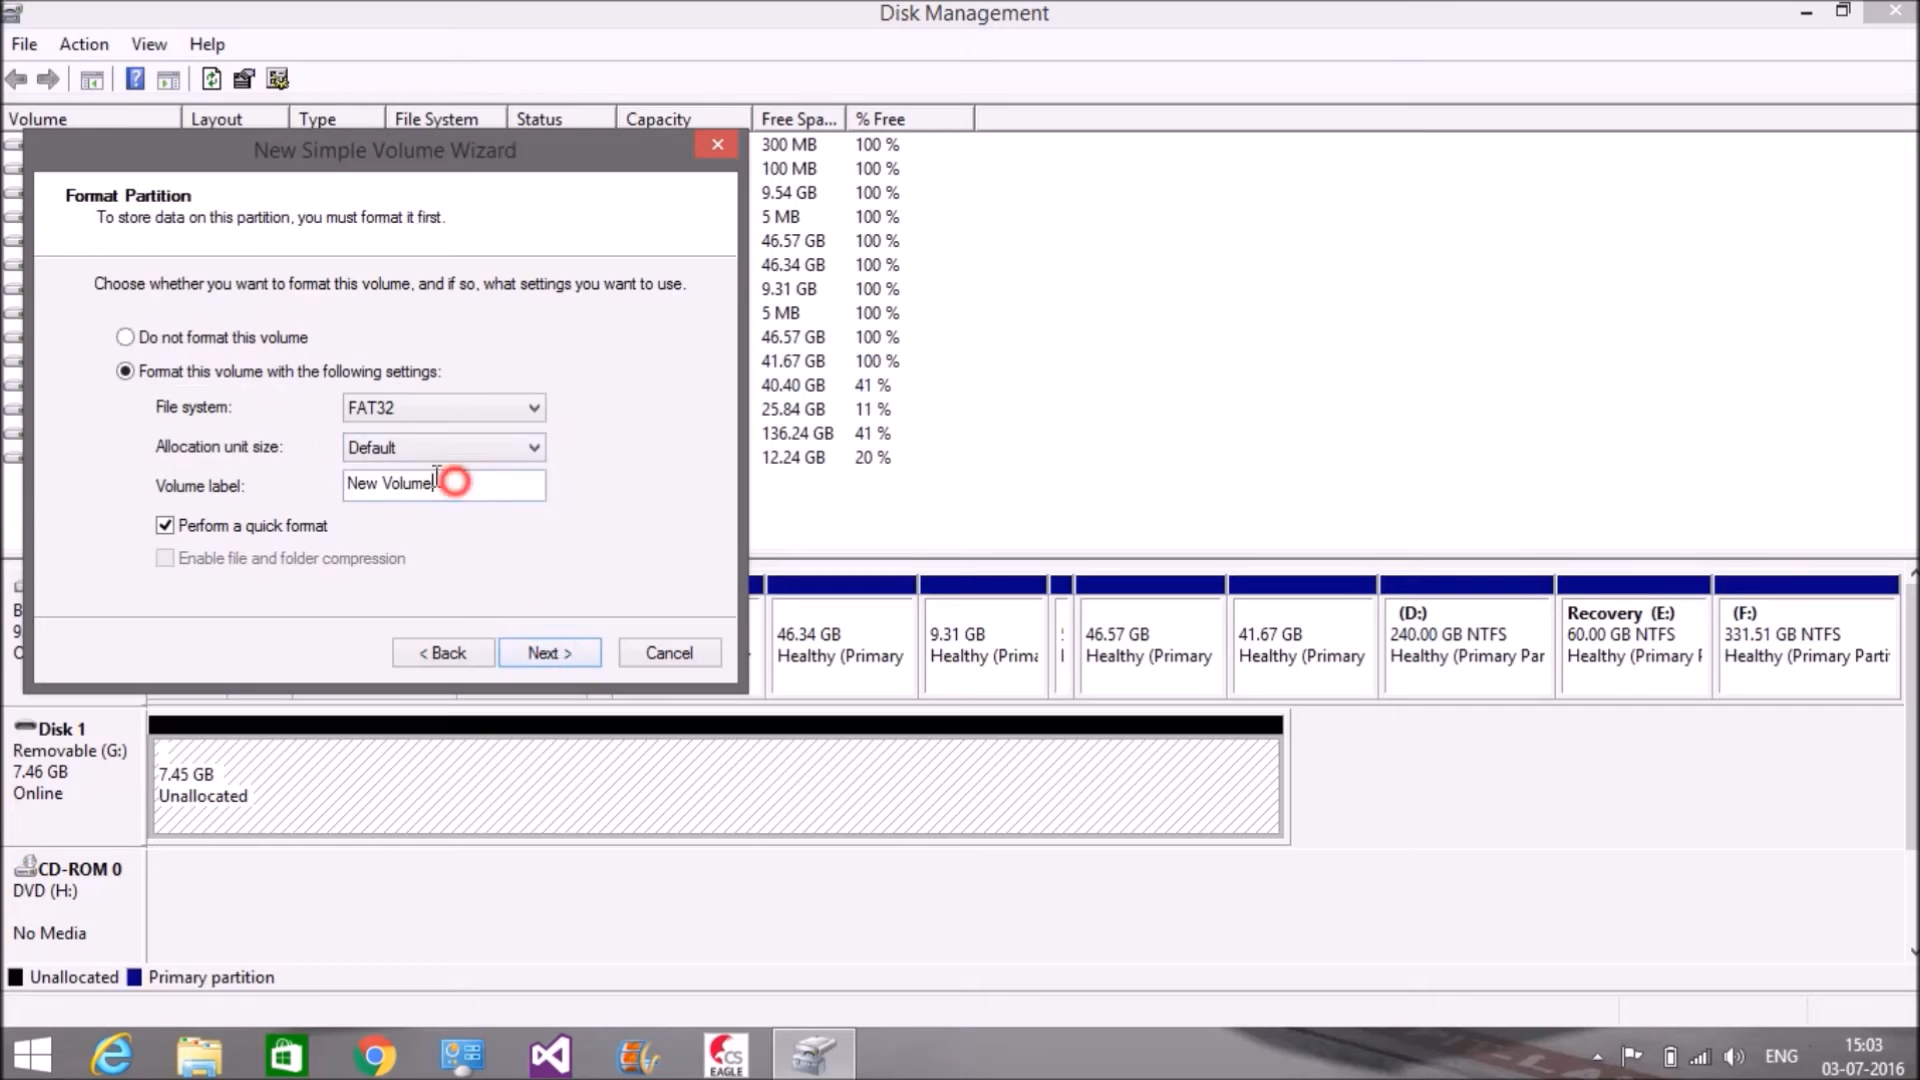 Disk Management
File Action View Help
Volume Layout Type File System Status Capacity Free Spa... % Free
New Simple Volume Wizard
Format Partition
To store data on this partition, you must format it first.
Choose whether you want to format this volume, and if so, what settings you want to use.
Do not format this volume
Format this volume with the following settings:
File system: FAT32
Allocation unit size: Default
Volume label: New Volume
Perform a quick format
Enable file and folder compression
< Back Next > Cancel
300 MB 100 %
100 MB 100 %
9.54 GB 100 %
5 MB 100 %
46.57 GB 100 %
46.34 GB 100 %
9.31 GB 100 %
5 MB 100 %
46.57 GB 100 %
41.67 GB 100 %
40.40 GB 41 %
25.84 GB 11 %
136.24 GB 41 %
12.24 GB 20 %
46.34 GB
Healthy (Primary
9.31 GB
Healthy (Prima
46.57 GB
Healthy (Primary
41.67 GB
Healthy (Primary
(D:)
240.00 GB NTFS
Healthy (Primary Par
Recovery (E:)
60.00 GB NTFS
Healthy (Primary F
(F:)
331.51 GB NTFS
Healthy (Primary Parti
Disk 1
Removable (G:)
7.46 GB
Online
7.45 GB
Unallocated
CD-ROM 0
DVD (H:)
No Media
Unallocated Primary partition
CS
EAGLE
ENG
15:03
03-07-2016